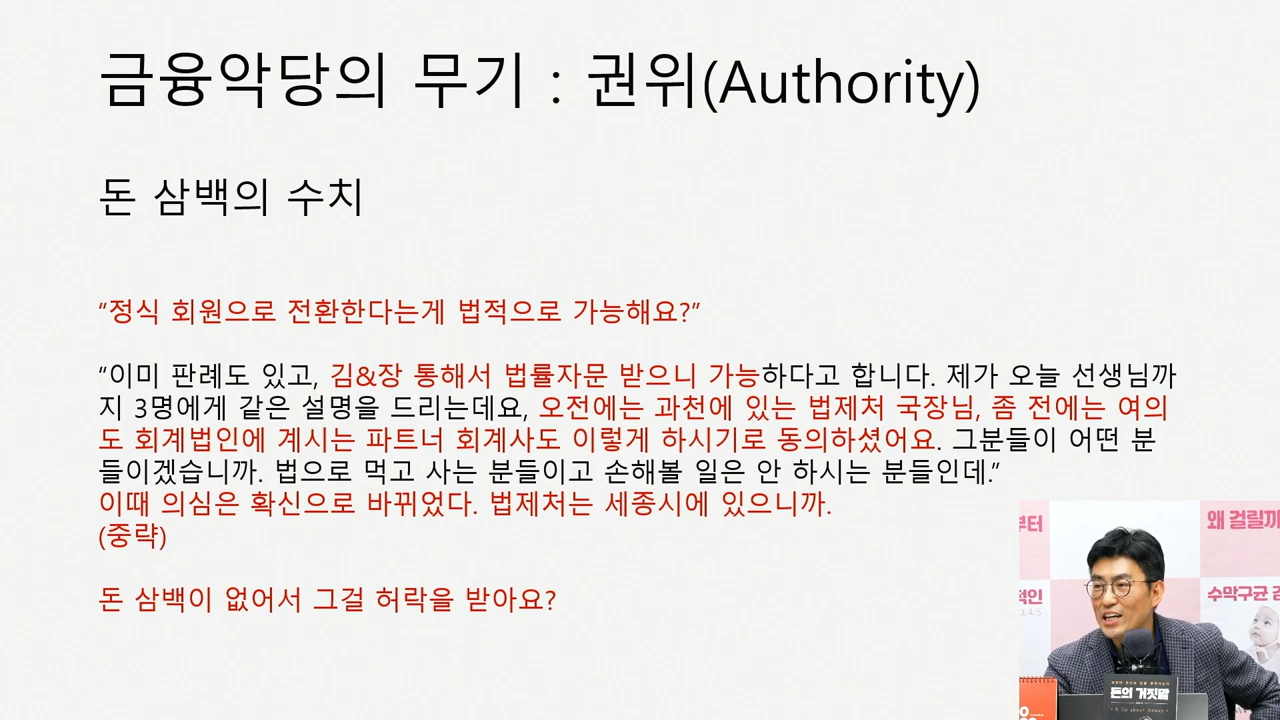 금융악당의 무기 : 권위(Authority)
돈 삼백의 수치
“정식 회원으로 전환한다는게 법적으로 가능해요?”
“이미 판례도 있고, 김&장 통해서 법률자문 받으니 가능하다고 합니다. 제가 오늘 선생님까
지 3명에게 같은 설명을 드리는데요, 오전에는 과천에 있는 법제처 국장님, 좀 전에는 여의
도 회계법인에 계시는 파트너 회계사도 이렇게 하시기로 동의하셨어요. 그분들이 어떤 분
들이겠습니까. 법으로 먹고 사는 분들이고 손해볼 일은 안 하시는 분들인데.”
이때 의심은 확신으로 바뀌었다. 법제처는 세종시에 있으니까.
(중략)
돈 삼백이 없어서 그걸 허락을 받아요?
부터
왜 걸릴까
적인
수막구균 감
돈의 거짓말